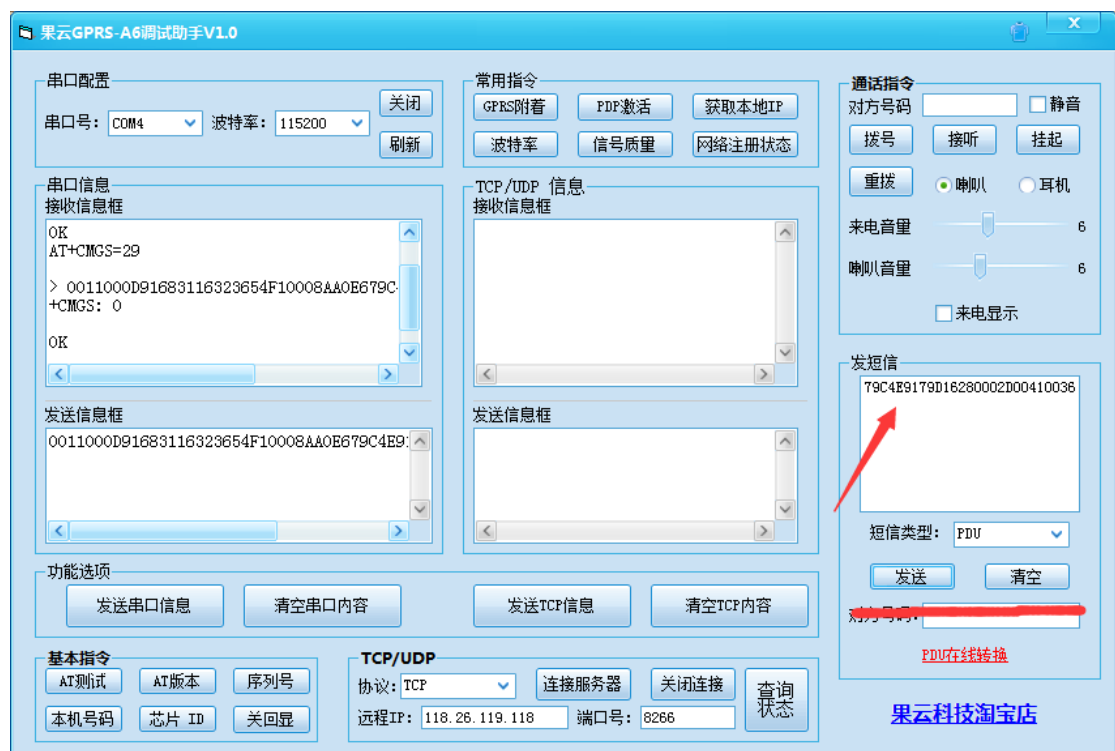 果云GPRS-A6调试助手V1.0
串口配置
串口号: COM4 波特率: 115200
关闭
刷新
常用指令
GPRS附着 PDP激活 获取本地IP
波特率 信号质量 网络注册状态
通话指令
对方号码 静音
拨号 接听 挂起
重拨 喇叭 耳机
来电音量 6
喇叭音量 6
来电显示
串口信息
接收信息框
OK
AT+CMGS=29
> 0011000D91683116323654F10008AA0E679C
+CMGS: 0
OK
发送信息框
0011000D91683116323654F10008AA0E679C4E9
TCP/UDP 信息
接收信息框
发送信息框
发短信
79C4E9179D16280002D00410036
短信类型: PDU
发送 清空
对方号码:
PDU在线转换
功能选项
发送串口信息 清空串口内容 发送TCP信息 清空TCP内容
基本指令
AT测试 AT版本 序列号
本机号码 芯片 ID 关回显
TCP/UDP
协议: TCP 连接服务器 关闭连接 查询状态
远程IP: 118.26.119.118 端口号: 8266
果云科技淘宝店